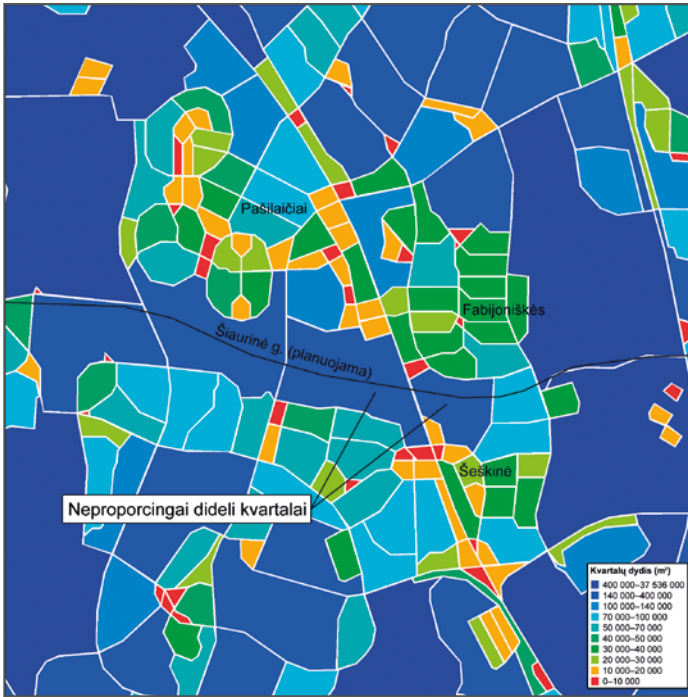 Pašilaičiai
Fabijoniškės
Šiaurinė g. (planuojama)
Šeškinė
Neproporcingai dideli kvartalai
Kvartalų dydis (m²)
400 000–37 536 000
140 000–400 000
100 000–140 000
70 000–100 000
50 000–70 000
40 000–50 000
30 000–40 000
20 000–30 000
10 000–20 000
0–10 000